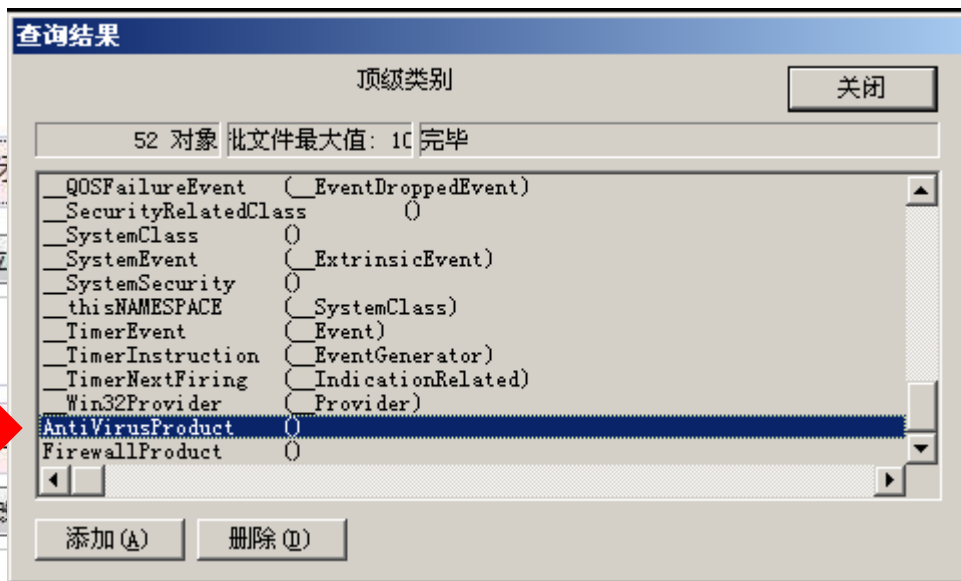 查询结果
顶级类别
关闭
52 对象 批文件最大值: 10 完毕
__QOSFailureEvent (__EventDroppedEvent)
__SecurityRelatedClass ()
__SystemClass ()
__SystemEvent (__ExtrinsicEvent)
__SystemSecurity ()
__thisNAMESPACE (__SystemClass)
__TimerEvent (__Event)
__TimerInstruction (__EventGenerator)
__TimerNextFiring (__IndicationRelated)
__Win32Provider (__Provider)
AntiVirusProduct ()
FirewallProduct ()
添加(A) 删除(D)